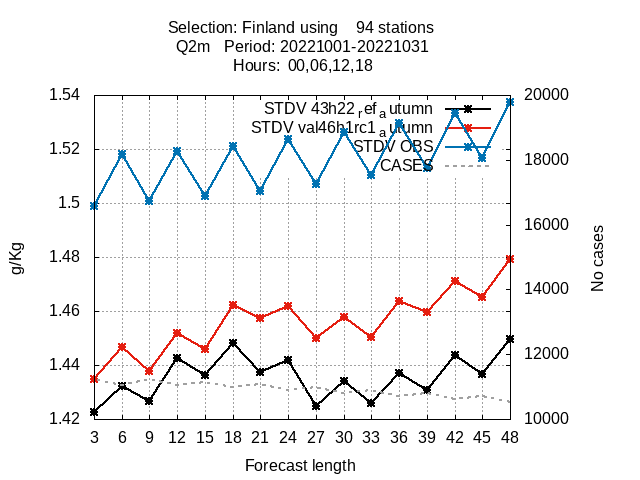 Selection: Finland using 94 stations
Q2m Period: 20221001-20221031
Hours: 00,06,12,18
STDV 43h22ref autumn
STDV val46h1rc1 autumn
STDV OBS
CASES
1.54
1.52
1.5
1.48
1.46
1.44
1.42
g/Kg
20000
18000
16000
14000
12000
10000
No cases
3 6 9 12 15 18 21 24 27 30 33 36 39 42 45 48
Forecast length